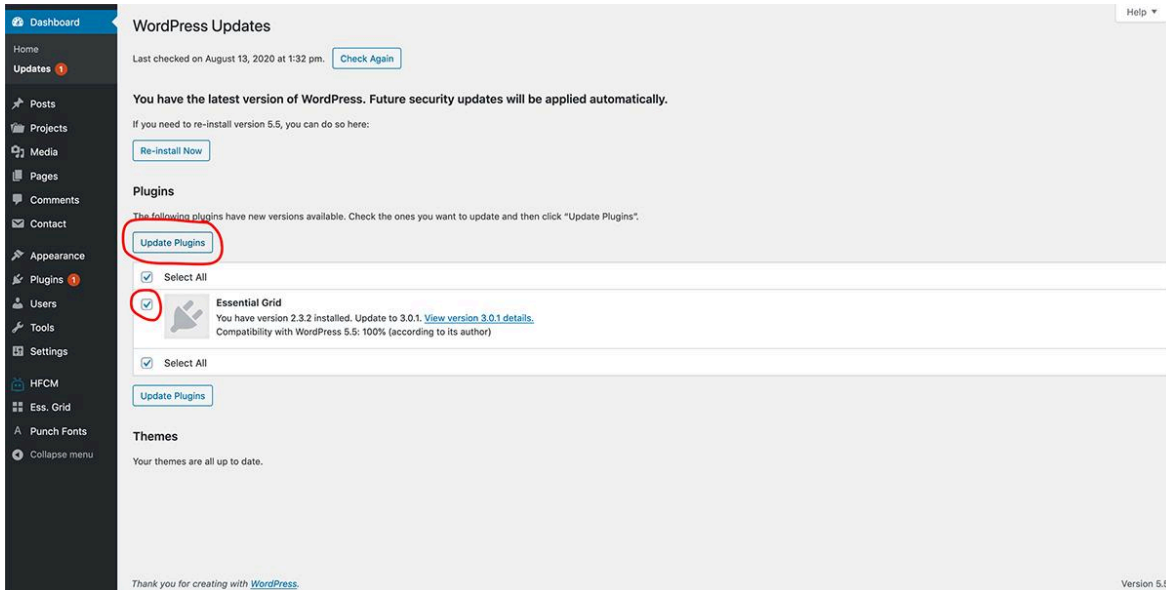 Dashboard
Home
Updates 1
Posts
Projects
Media
Pages
Comments
Contact
Appearance
Plugins 1
Users
Tools
Settings
HFCM
Ess. Grid
Punch Fonts
Collapse menu
Help
WordPress Updates
Last checked on August 13, 2020 at 1:32 pm. Check Again
You have the latest version of WordPress. Future security updates will be applied automatically.
If you need to re-install version 5.5, you can do so here:
Re-install Now
Plugins
The following plugins have new versions available. Check the ones you want to update and then click “Update Plugins”.
Update Plugins
Select All
Essential Grid
You have version 2.3.2 installed. Update to 3.0.1. View version 3.0.1 details.
Compatibility with WordPress 5.5: 100% (according to its author)
Select All
Update Plugins
Themes
Your themes are all up to date.
Thank you for creating with WordPress.
Version 5.5